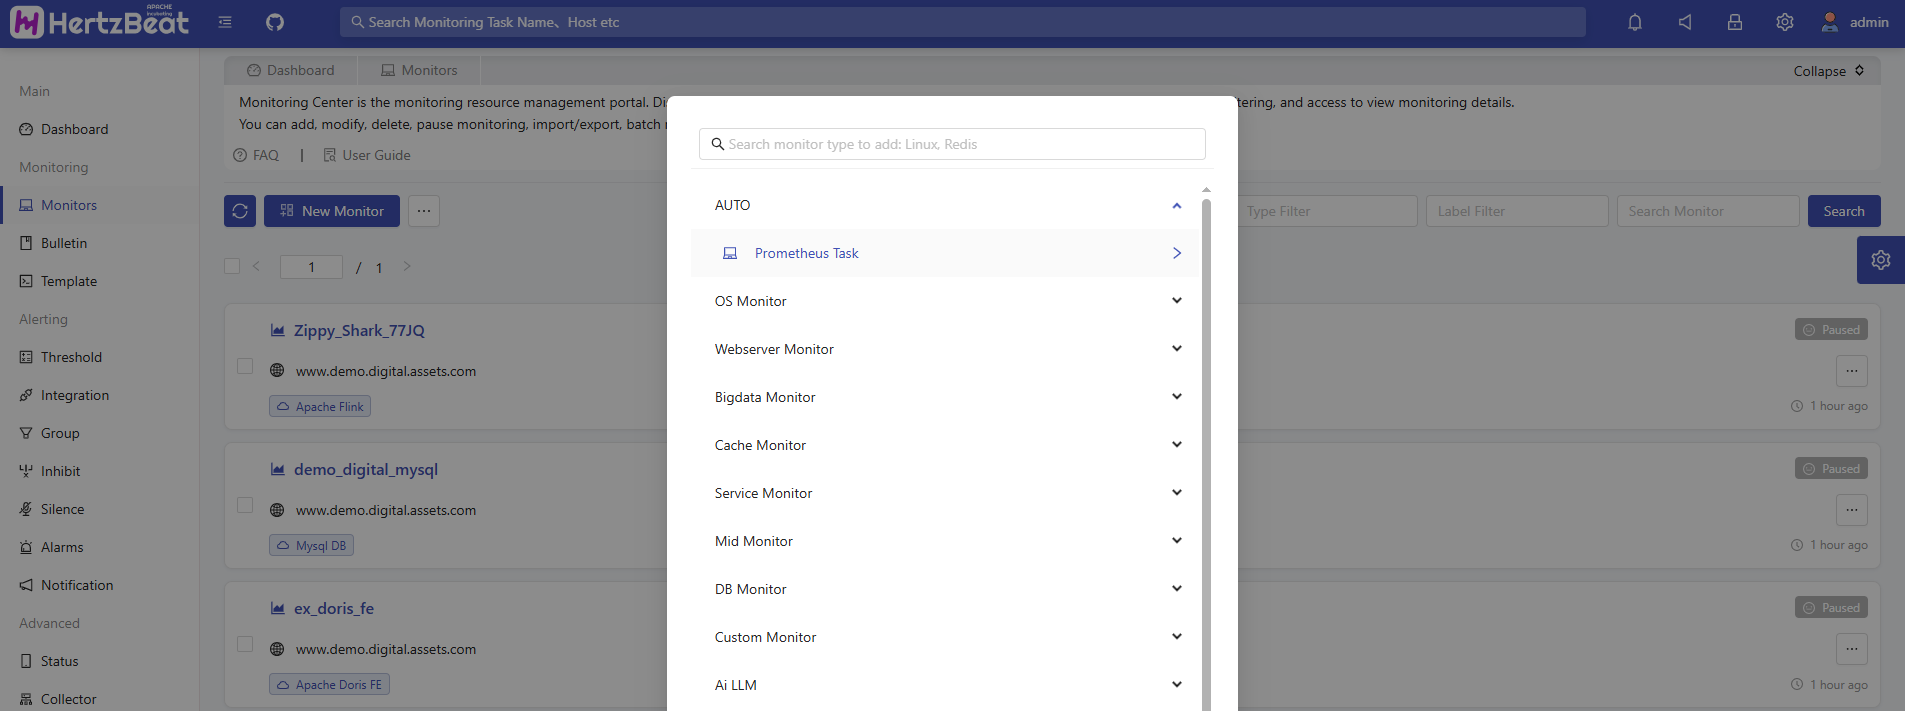 APACHE
incubating
HertzBeat
Search Monitoring Task Name、Host etc
admin
Main
Dashboard
Monitoring
Monitors
Bulletin
Template
Alerting
Threshold
Integration
Group
Inhibit
Silence
Alarms
Notification
Advanced
Status
Collector
Dashboard
Monitors
Collapse
Monitoring Center is the monitoring resource management portal. Di
tering, and access to view monitoring details.
You can add, modify, delete, pause monitoring, import/export, batch
FAQ | User Guide
New Monitor
...
Type Filter
Label Filter
Search Monitor
Search
1 / 1
Zippy_Shark_77JQ
Paused
www.demo.digital.assets.com
...
Apache Flink
1 hour ago
demo_digital_mysql
Paused
www.demo.digital.assets.com
...
Mysql DB
1 hour ago
ex_doris_fe
Paused
www.demo.digital.assets.com
...
Apache Doris FE
1 hour ago
Search monitor type to add: Linux, Redis
AUTO
Prometheus Task
OS Monitor
Webserver Monitor
Bigdata Monitor
Cache Monitor
Service Monitor
Mid Monitor
DB Monitor
Custom Monitor
Ai LLM